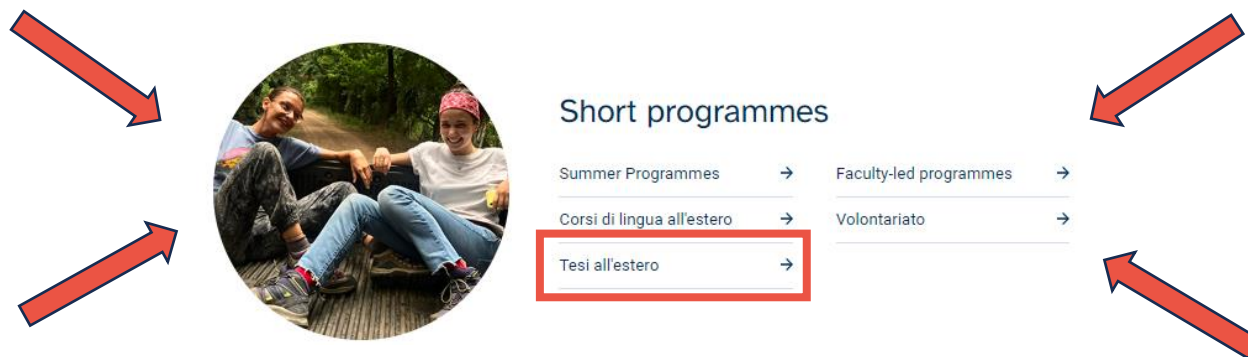 Short programmes
Summer Programmes →
Faculty-led programmes →
Corsi di lingua all'estero →
Volontariato →
Tesi all'estero →